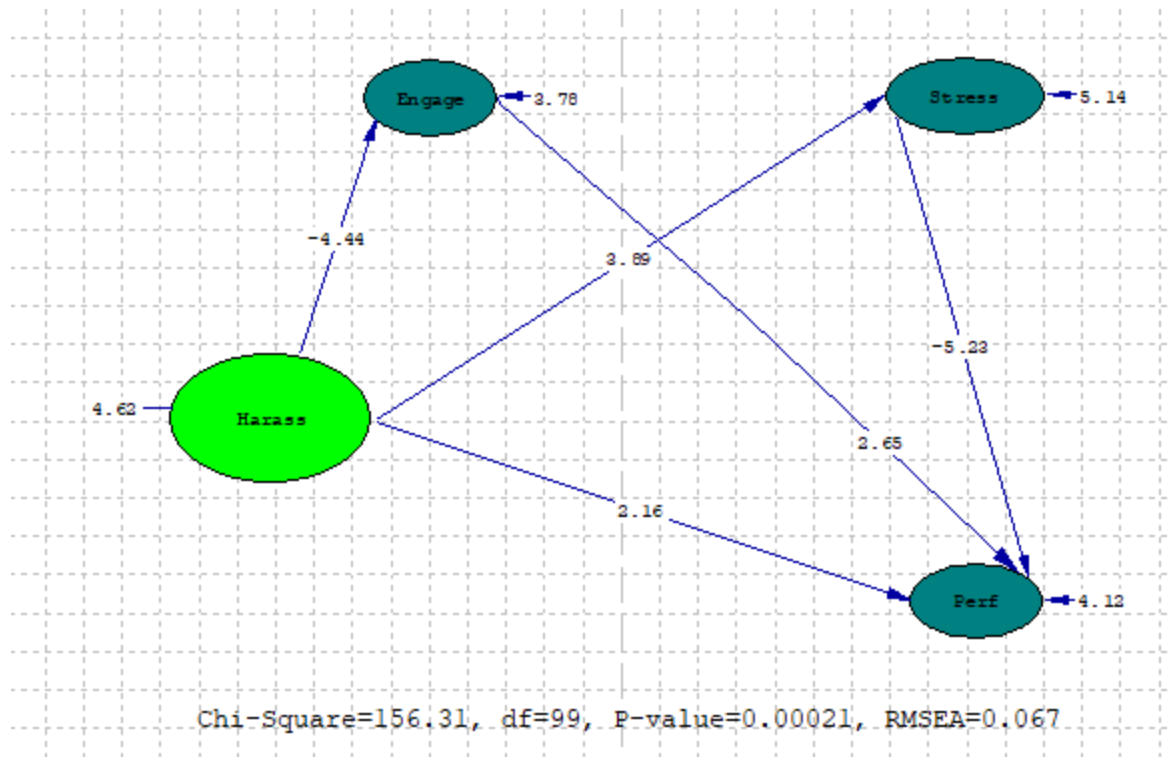 Engage
3.78
Stress
5.14
-4.44
3.89
-5.23
4.62
Harass
2.65
2.16
Perf
4.12
Chi-Square=156.31, df=99, P-value=0.00021, RMSEA=0.067